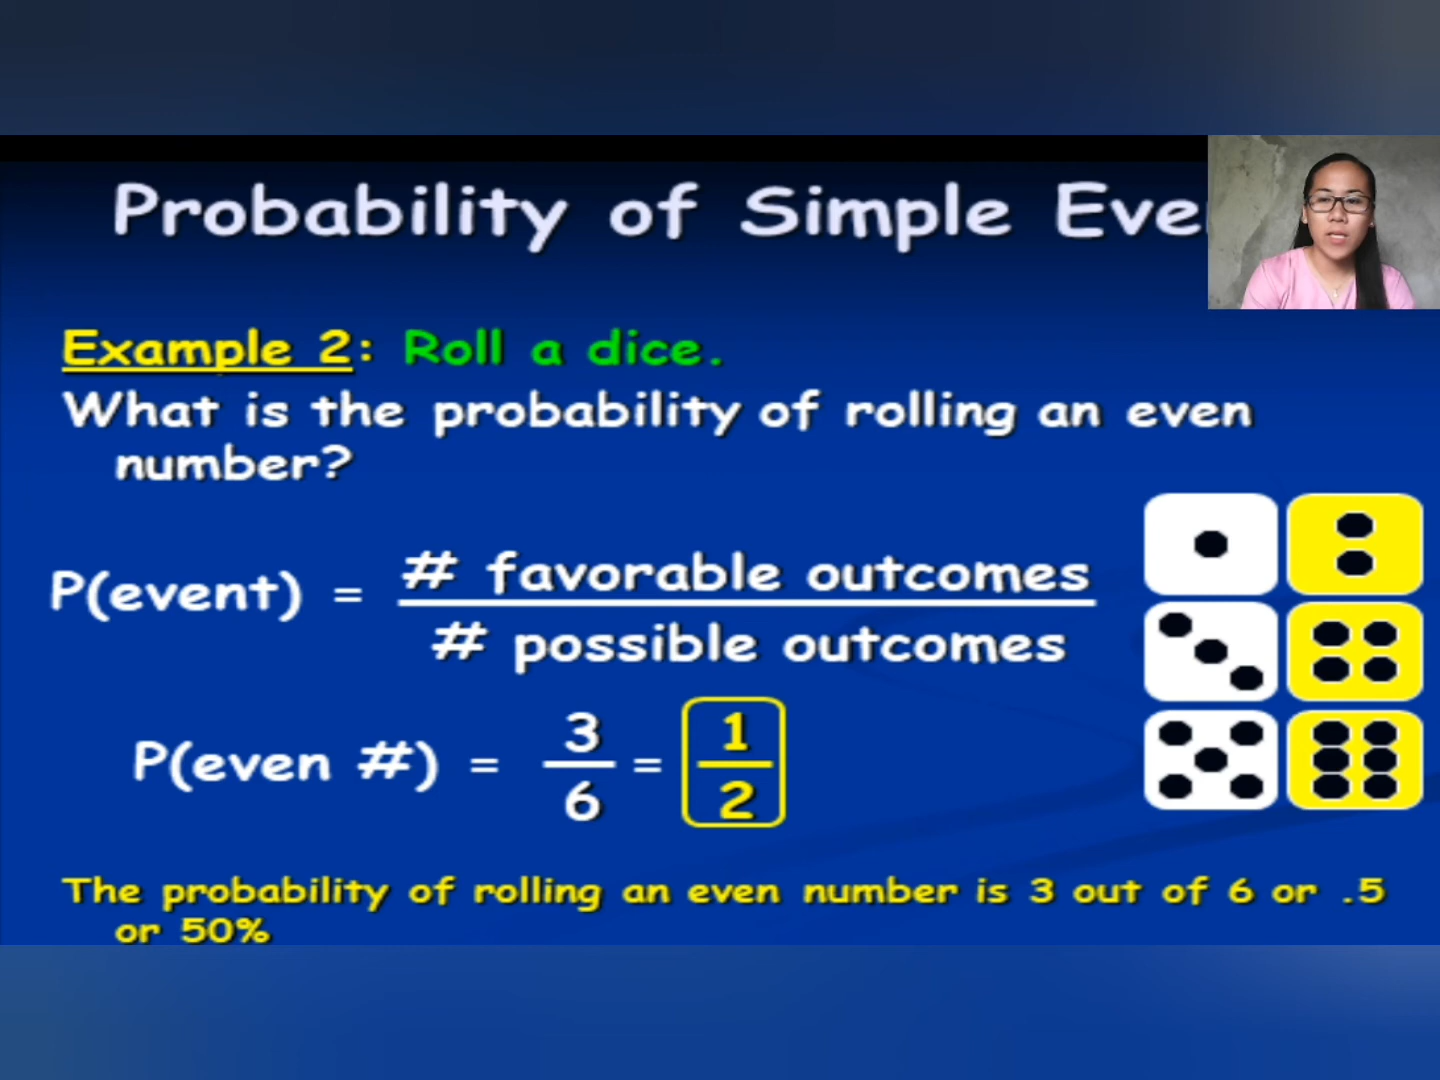 Probability of Simple Eve
Example 2: Roll a dice.
What is the probability of rolling an even
number?
P(event) = # favorable outcomes
# possible outcomes
P(even #) = 3/6 = 1/2
The probability of rolling an even number is 3 out of 6 or .5
or 50%